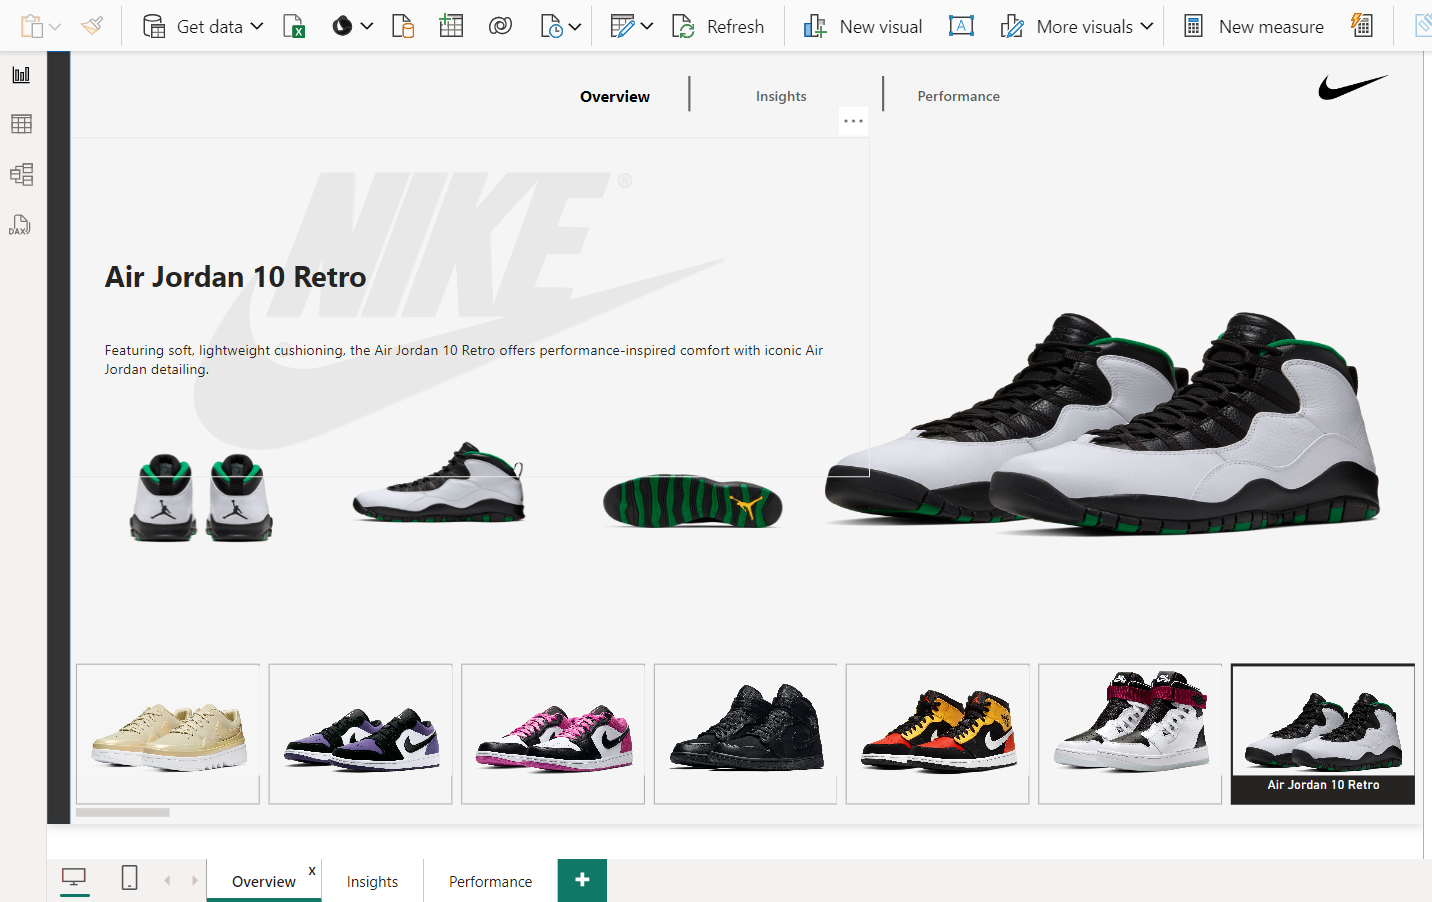 Get data
Refresh
New visual
More visuals
New measure
Overview
Insights
Performance
NIKE®
Air Jordan 10 Retro
Featuring soft, lightweight cushioning, the Air Jordan 10 Retro offers performance-inspired comfort with iconic Air
Jordan detailing.
Air Jordan 10 Retro
DAX
Overview x
Insights
Performance